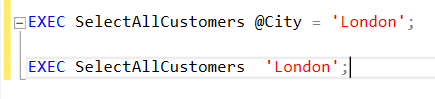 EXEC SelectAllCustomers @City = 'London';
EXEC SelectAllCustomers  'London';